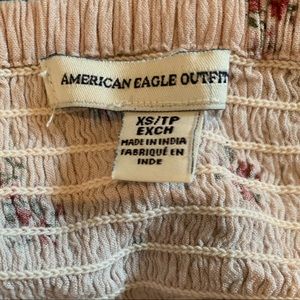 AMERICAN EAGLE OUTFIT
XS/TP
EXCH
MADE IN INDIA
FABRIQUÉ EN
INDE